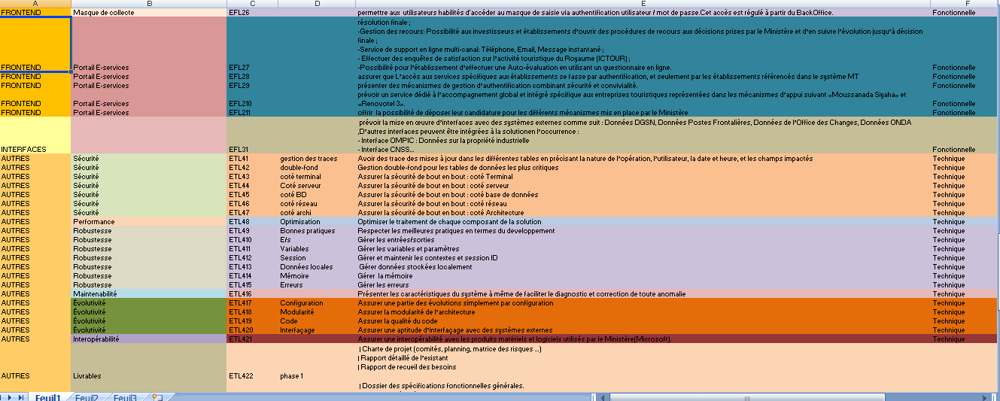 A B C D E F
FRONTEND Masque de collecte EFL26 permettre aux utilisateurs habilités d'accéder au masque de saisie via authentification utilisateur / mot de passe.Cet accès est régulé à partir du BackOffice. Fonctionnelle
résolution finale ;
-Gestion des recours: Possibilité aux investisseurs et établissements d'ouvrir des procédures de recours aux décisions prises par le Ministère et d'en suivre l'évolution jusqu'à décision
finale ;
-Service de support en ligne multi-canal: Téléphone, Email, Message instantané ;
- Effectuer des enquêtes de satisfaction sur l'activité touristique du Royaume (ICTOUR) ;
FRONTEND Portail E-services EFL27 -Possibilité pour l'établissement d'effectuer une Auto-évaluation en utilisant un questionnaire en ligne. Fonctionnelle
FRONTEND Portail E-services EFL28 assurer que L'accès aux services spécifiques aux établissements se fasse par authentification, et seulement par les établissements référencés dans le système MT Fonctionnelle
FRONTEND Portail E-services EFL29 présenter des mécanismes de gestion d'authentification combinant sécurité et convivialité. Fonctionnelle
prévoir un service dédié à l'accompagnement global et intégré spécifique aux entreprises touristiques représentées dans les mécanismes d'appui suivant «Moussanada Siyaha» et
FRONTEND Portail E-services EFL210 «Renovotel 3». Fonctionnelle
FRONTEND Portail E-services EFL211 offrir la possibilité de déposer leur candidature pour les différents mécanismes mis en place par le Ministère Fonctionnelle
prévoir la mise en œuvre d'interfaces avec des systèmes externes comme suit : Données DGSN, Données Postes Frontalières, Données de l'Office des Changes, Données ONDA
,D'autres interfaces peuvent être intégrées à la solutionen l'occurrence :
- Interface OMPIC : Données sur la propriété industrielle
INTERFACES EFL31 - Interface CNSS... Fonctionnelle
AUTRES Sécurité ETL41 gestion des traces Avoir des trace des mises à jour dans les différentes tables en précisant la nature de l'opération, l'utilisateur, la date et heure, et les champs impactés Technique
AUTRES Sécurité ETL42 double-fond Gestion double-fond pour les tables de données les plus critiques Technique
AUTRES Sécurité ETL43 coté terminal Assurer la sécurité de bout en bout : coté Terminal Technique
AUTRES Sécurité ETL44 Coté serveur Assurer la sécurité de bout en bout : coté serveur Technique
AUTRES Sécurité ETL45 coté BD Assurer la sécurité de bout en bout : coté base de données Technique
AUTRES Sécurité ETL46 coté réseau Assurer la sécurité de bout en bout : coté réseau Technique
AUTRES Sécurité ETL47 coté archi Assurer la sécurité de bout en bout : coté Architecture Technique
AUTRES Performance ETL48 Optimisation Optimiser le traitement de chaque composant de la solution Technique
AUTRES Robustesse ETL49 Bonnes pratiques Respecter les meilleures pratiques en termes du developpement Technique
AUTRES Robustesse ETL410 E/s Gérer les entrées/sorties Technique
AUTRES Robustesse ETL411 Variables Gérer les variables et paramètres Technique
AUTRES Robustesse ETL412 Session Gérer et maintenir les contextes et session ID Technique
AUTRES Robustesse ETL413 Données locales Gérer données stockées localement Technique
AUTRES Robustesse ETL414 Mémoire Gérer la mémoire Technique
AUTRES Robustesse ETL415 Erreurs Gérer les erreurs Technique
AUTRES Maintenabilité ETL416 Présenter les caractéristiques du système à même de faciliter le diagnostic et correction de toute anomalie Technique
AUTRES Évolutivité ETL417 Configuration Assurer une partie des évolutions simplement par configuration Technique
AUTRES Évolutivité ETL418 Modularité Assurer la modularité de l'architecture Technique
AUTRES Évolutivité ETL419 Code Assurer la qualité du code Technique
AUTRES Évolutivité ETL420 Interfaçage Assurer une aptitude d'interfaçage avec des systèmes externes Technique
AUTRES Interopérabilité ETL421 Assurer une interopérabilité avec les produits matériels et logiciels utilisés par le Ministère(Microsoft). Technique
| Charte de projet (comités, planning, matrice des risques ...)
| Rapport détaillé de l'existant
| Rapport de recueil des besoins
AUTRES Livrables ETL422 phase 1
| Dossier des spécifications fonctionnelles générales.
Feuil1 Feuil2 Feuil3